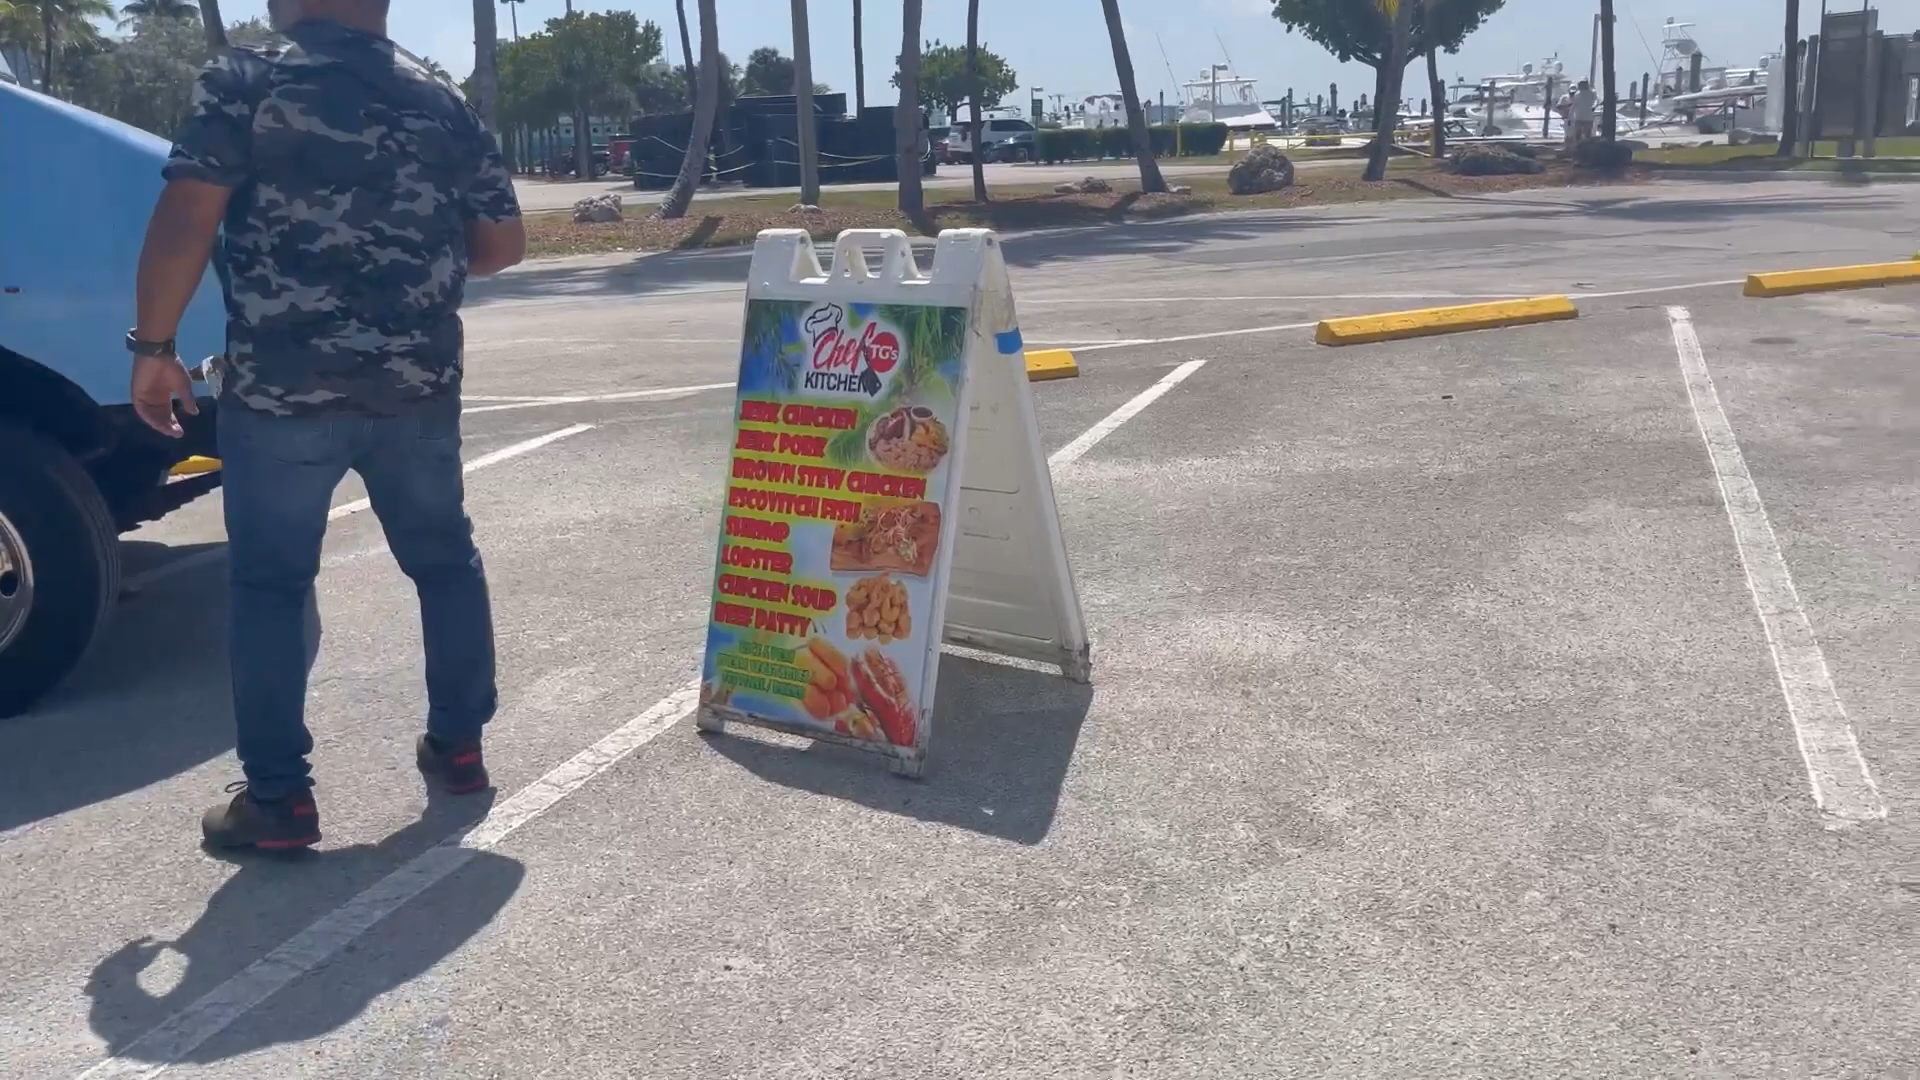 Chef TG's
KITCHEN
JERK CHICKEN
JERK PORK
BROWN STEW CHICKEN
ESCOVITCH FISH
SHRIMP
LOBSTER
CHICKEN SOUP
BEEF PATTY